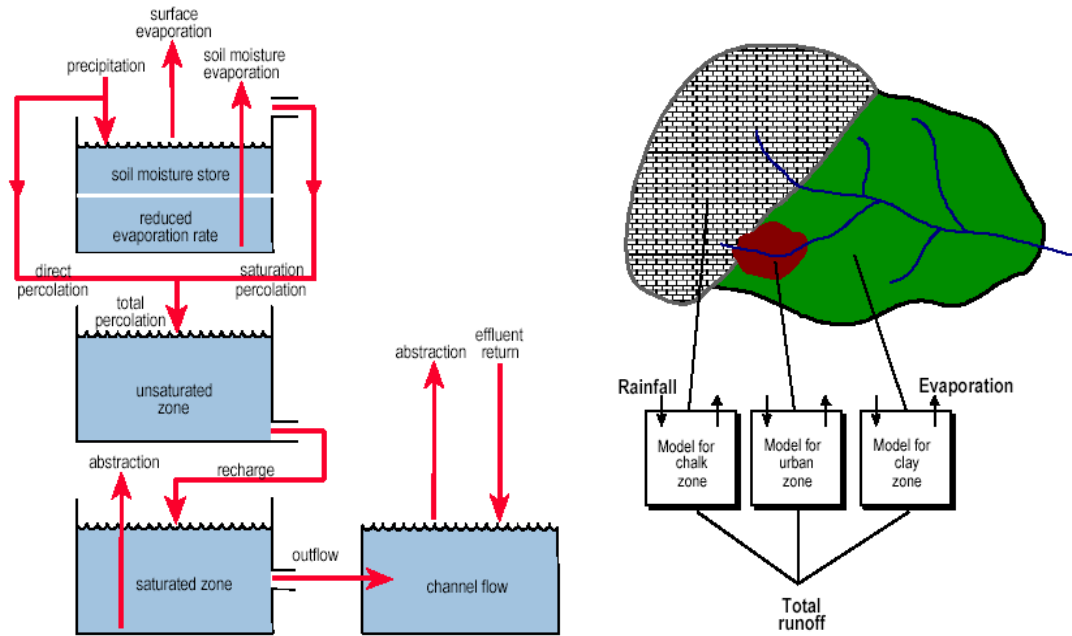 surface
evaporation
precipitation
soil moisture
evaporation
soil moisture store
reduced
evaporation rate
direct
percolation
saturation
percolation
total
percolation
unsaturated
zone
abstraction
recharge
saturated zone
outflow
abstraction
effluent
return
channel flow
Rainfall
Evaporation
Model for
chalk
zone
Model for
urban
zone
Model for
clay
zone
Total
runoff